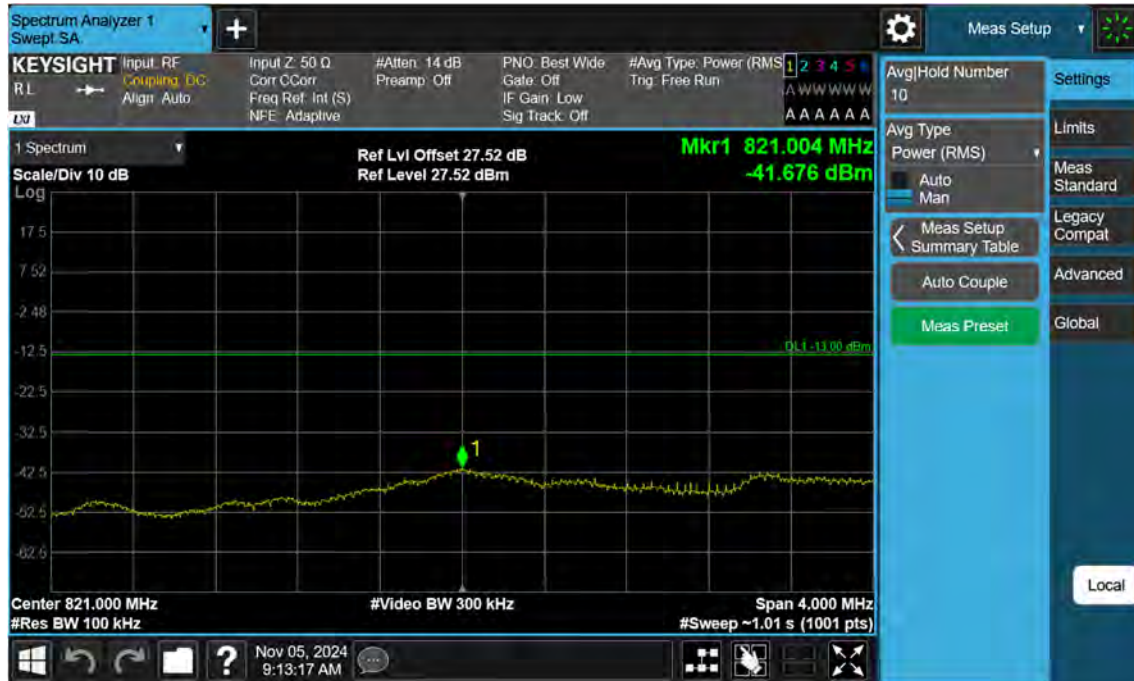 Spectrum Analyzer 1
Swept SA
+
Meas Setup
KEYSIGHT
RL
LXI
Input: RF
Coupling: DC
Align: Auto
Input Z: 50 Ω
Corr CCorr
Freq Ref: Int (S)
NFE: Adaptive
#Atten: 14 dB
Preamp: Off
PNO: Best Wide
Gate: Off
IF Gain: Low
Sig Track: Off
#Avg Type: Power (RMS
Trig: Free Run
1 2 3 4 5 6
A W W W W W
A A A A A A
1 Spectrum
Scale/Div 10 dB
Ref Lvl Offset 27.52 dB
Ref Level 27.52 dBm
Mkr1 821.004 MHz
-41.676 dBm
Log
17.5
7.52
-2.48
-12.5
-22.5
-32.5
-42.5
-52.5
-62.5
DL1 -13.00 dBm
1
Center 821.000 MHz
#Res BW 100 kHz
#Video BW 300 kHz
Span 4.000 MHz
#Sweep ~1.01 s (1001 pts)
Avg|Hold Number
10
Avg Type
Power (RMS)
Auto
Man
Meas Setup
Summary Table
Auto Couple
Meas Preset
Settings
Limits
Meas
Standard
Legacy
Compat
Advanced
Global
Local
?
Nov 05, 2024
9:13:17 AM